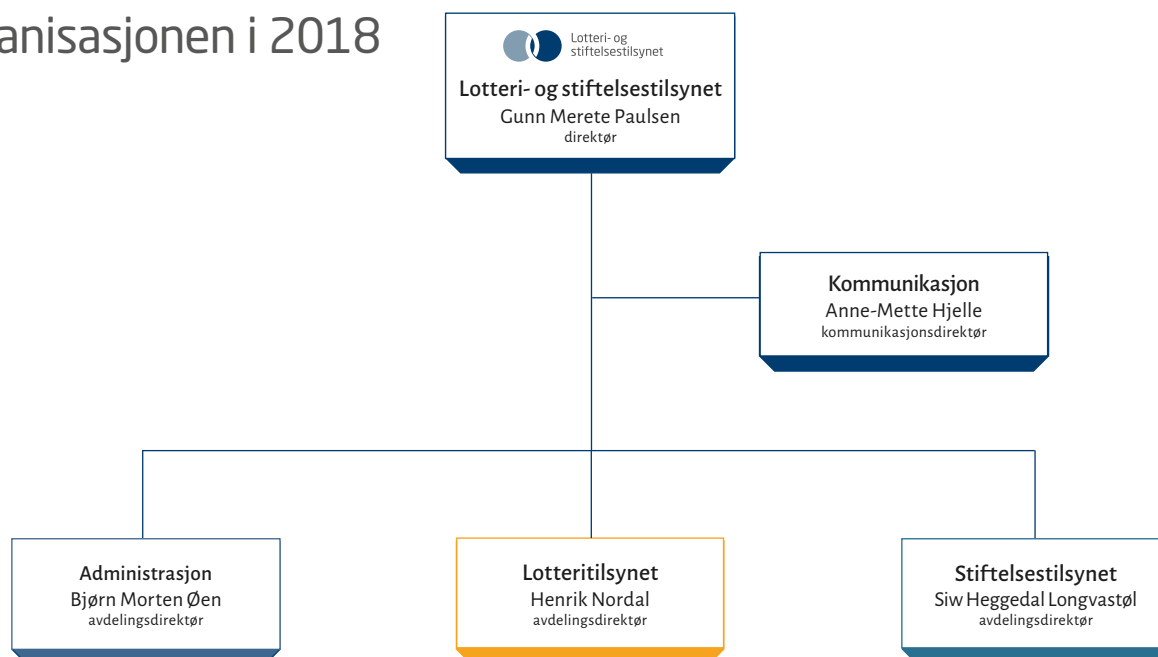 anisasjonen i 2018
Lotteri- og
stiftelsestilsynet
Lotteri- og stiftelsestilsynet
Gunn Merete Paulsen
direktør
Kommunikasjon
Anne-Mette Hjelle
kommunikasjonsdirektør
Administrasjon
Bjørn Morten Øen
avdelingsdirektør
Lotteritilsynet
Henrik Nordal
avdelingsdirektør
Stiftelsestilsynet
Siw Heggedal Longvastøl
avdelingsdirektør